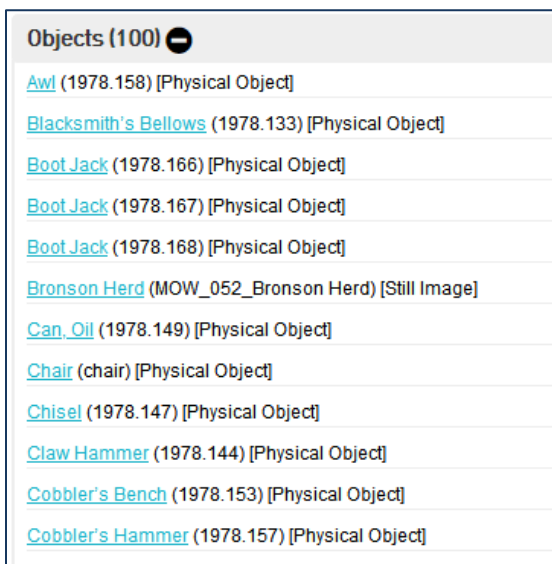 Objects (100)
Awl (1978.158) [Physical Object]
Blacksmith's Bellows (1978.133) [Physical Object]
Boot Jack (1978.166) [Physical Object]
Boot Jack (1978.167) [Physical Object]
Boot Jack (1978.168) [Physical Object]
Bronson Herd (MOW_052_Bronson Herd) [Still Image]
Can, Oil (1978.149) [Physical Object]
Chair (chair) [Physical Object]
Chisel (1978.147) [Physical Object]
Claw Hammer (1978.144) [Physical Object]
Cobbler's Bench (1978.153) [Physical Object]
Cobbler's Hammer (1978.157) [Physical Object]